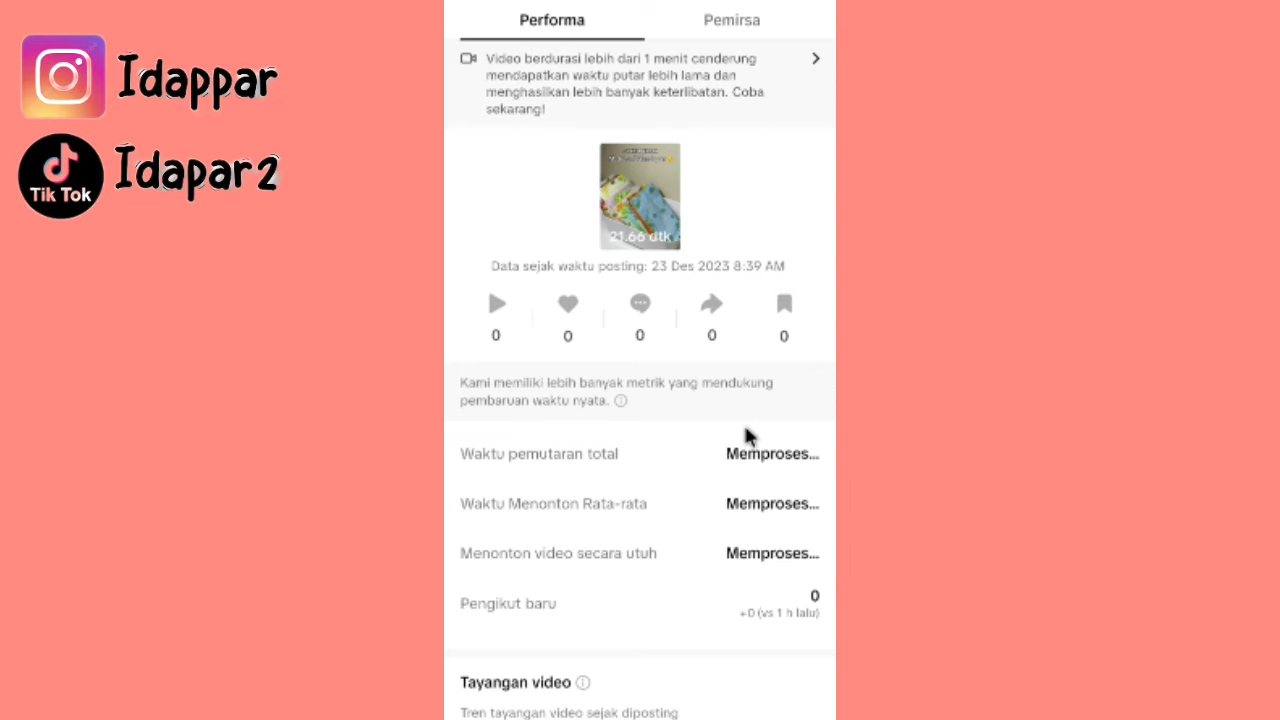 Idappar
Tik Tok
Idapar2
Performa
Pemirsa
Video berdurasi lebih dari 1 menit cenderung
mendapatkan waktu putar lebih lama dan
menghasilkan lebih banyak keterlibatan. Coba
sekarang!
21.66 dtk
Data sejak waktu posting: 23 Des 2023 8:39 AM
0
0
0
0
0
Kami memiliki lebih banyak metrik yang mendukung
pembaruan waktu nyata.
Waktu pemutaran total
Memproses...
Waktu Menonton Rata-rata
Memproses...
Menonton video secara utuh
Memproses...
Pengikut baru
0
+0 (vs 1 h lalu)
Tayangan video
Tren tayangan video sejak diposting